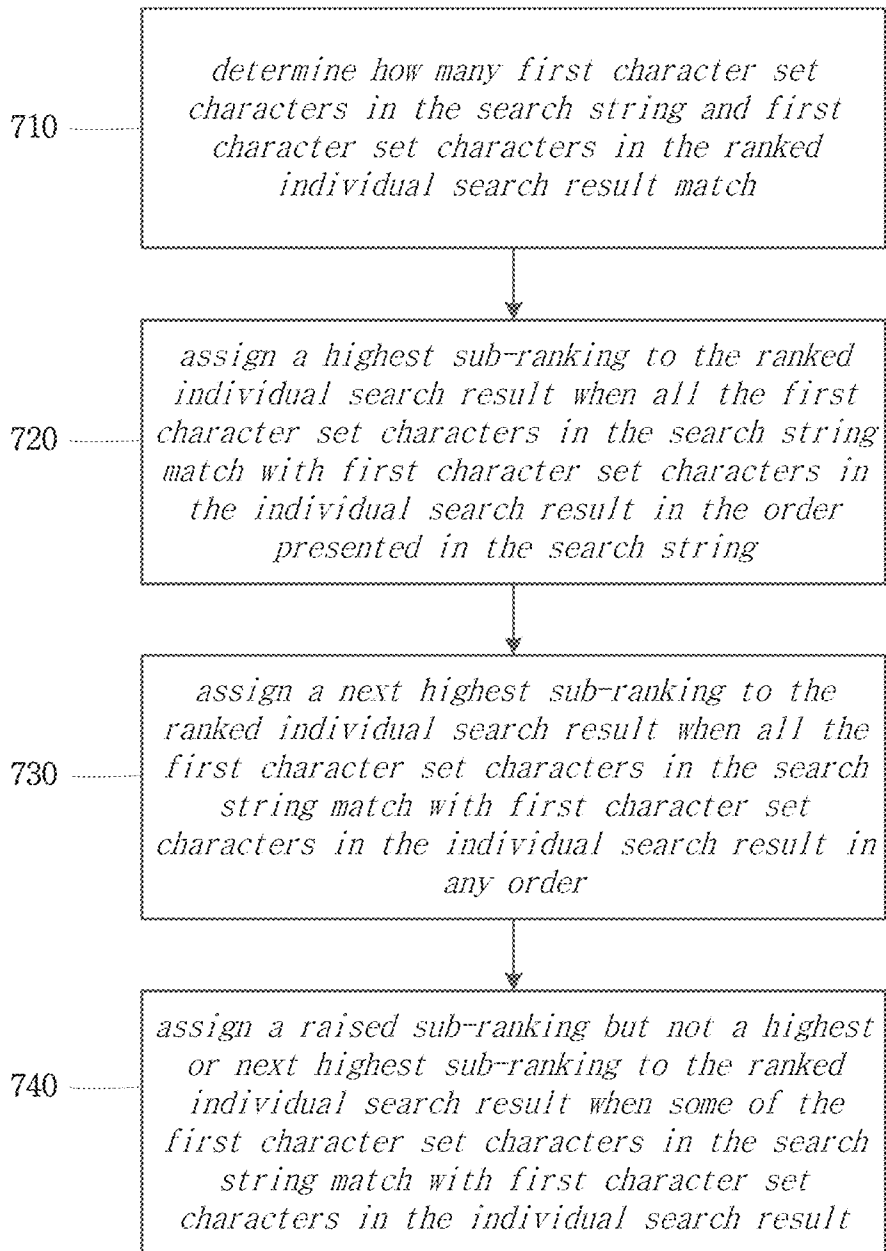 determine how many first character set
characters in the search string and first
character set characters in the ranked
individual search result match
710
assign a highest sub-ranking to the ranked
individual search result when all the first
character set characters in the search string
match with first character set characters in
the individual search result in the order
presented in the search string
720
assign a next highest sub-ranking to the
ranked individual search result when all the
first character set characters in the search
string match with first character set
characters in the individual search result in
any order
730
assign a raised sub-ranking but not a highest
or next highest sub-ranking to the ranked
individual search result when some of the
first character set characters in the search
string match with first character set
characters in the individual search result
740